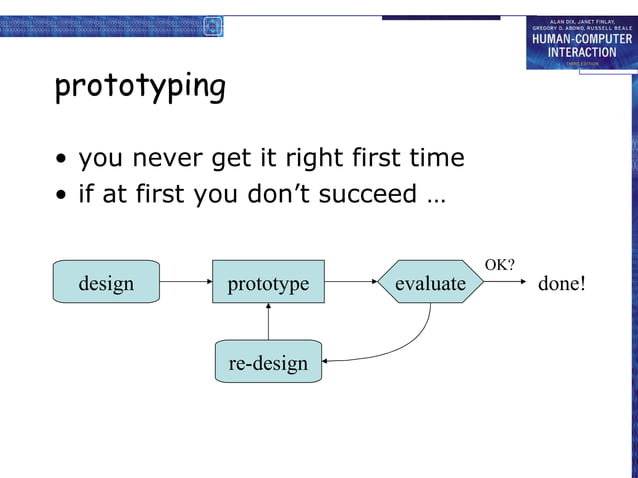 ALAN DIX, JANET FINLAY,
GREGORY D. ABOWD, RUSSELL BEALE
HUMAN-COMPUTER
INTERACTION
THIRD EDITION
prototyping
• you never get it right first time
• if at first you don’t succeed …
design
prototype
evaluate
OK?
done!
re-design